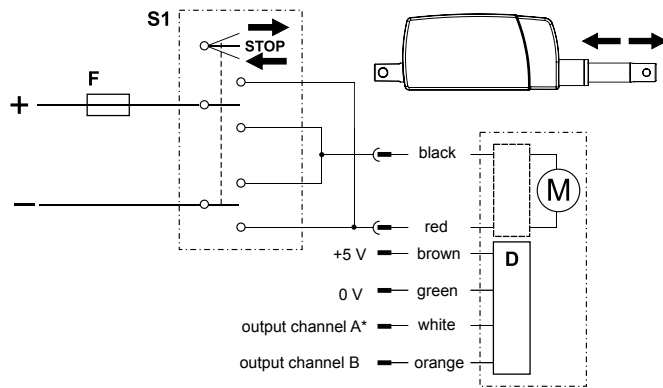 S1
STOP
F
+
−
black
M
red
+5 V brown
D
0 V green
output channel A* white
output channel B orange